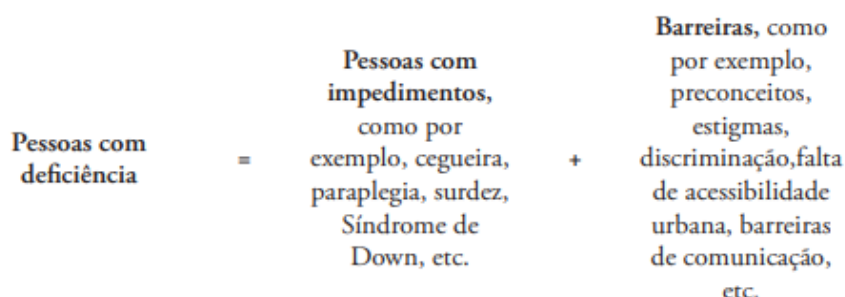 Pessoas com
deficiência
=
Pessoas com
impedimentos,
como por
exemplo, cegueira,
paraplegia, surdez,
Síndrome de
Down, etc.
+
Barreiras, como
por exemplo,
preconceitos,
estigmas,
discriminação,falta
de acessibilidade
urbana, barreiras
de comunicação,
etc.